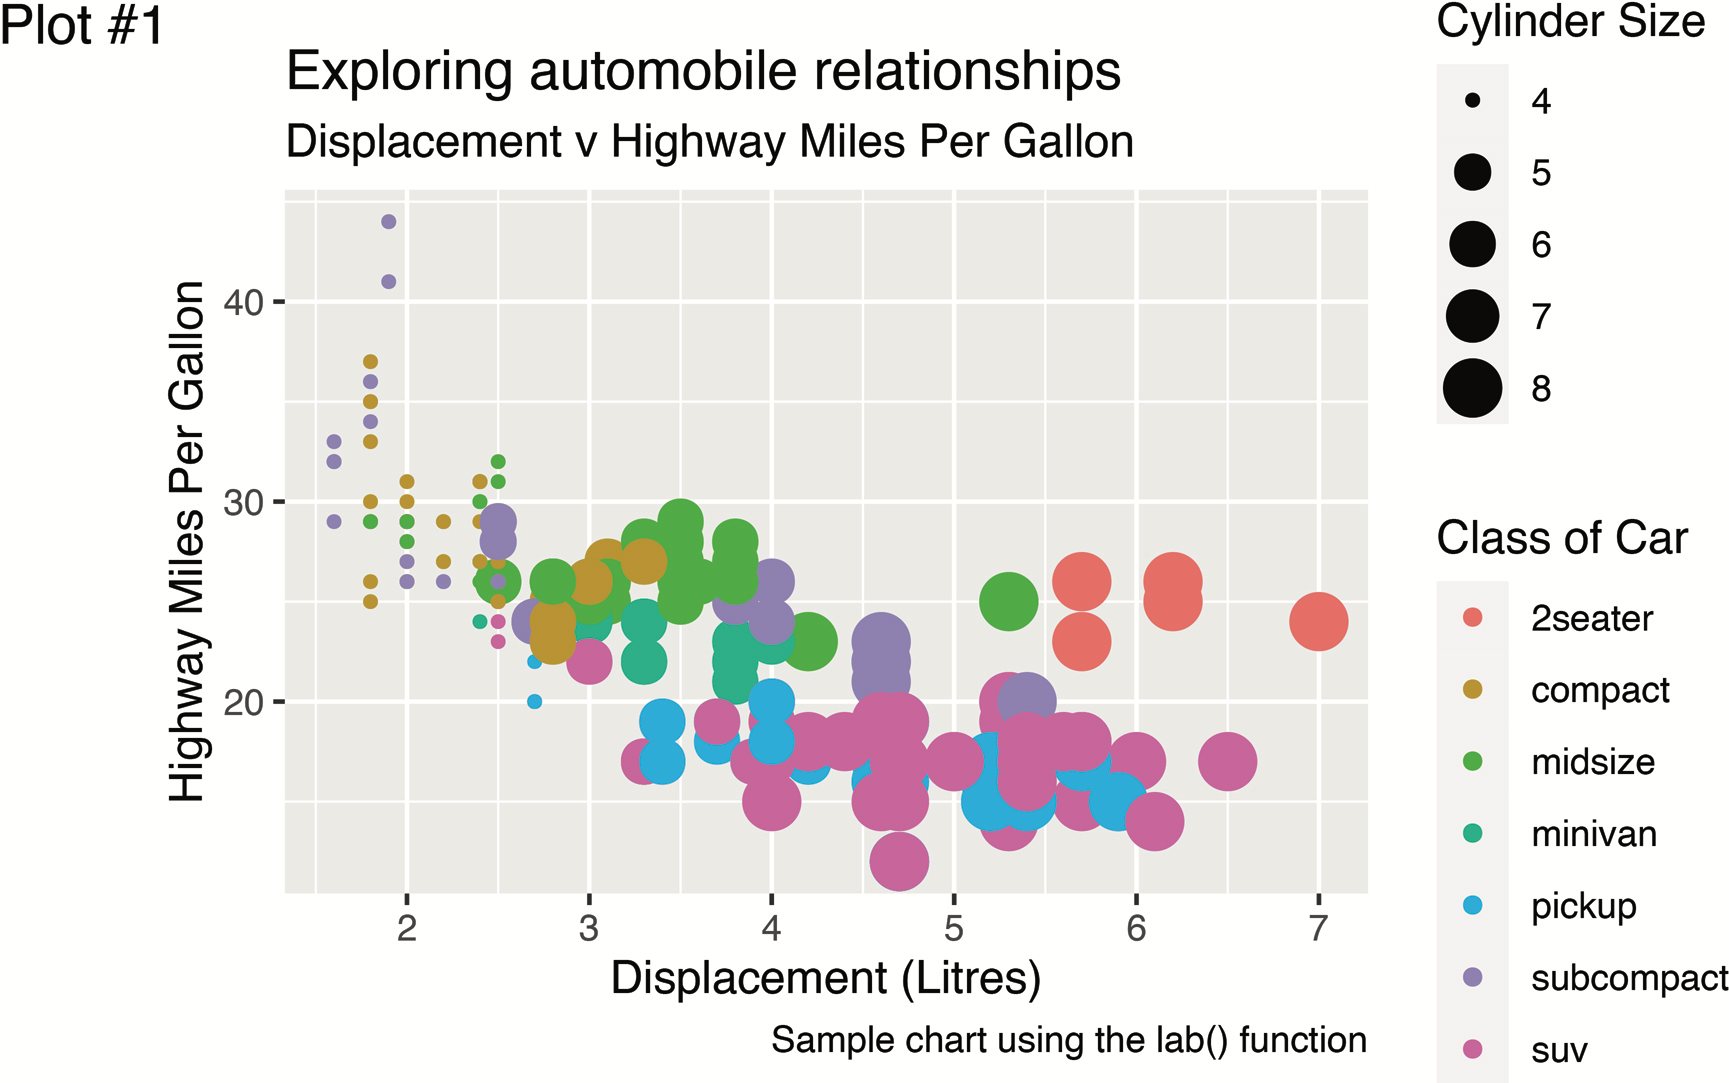 Plot #1
Exploring automobile relationships
Displacement v Highway Miles Per Gallon
Highway Miles Per Gallon
40
30
20
2 3 4 5 6 7
Displacement (Litres)
Sample chart using the lab() function
Cylinder Size
4
5
6
7
8
Class of Car
2seater
compact
midsize
minivan
pickup
subcompact
suv